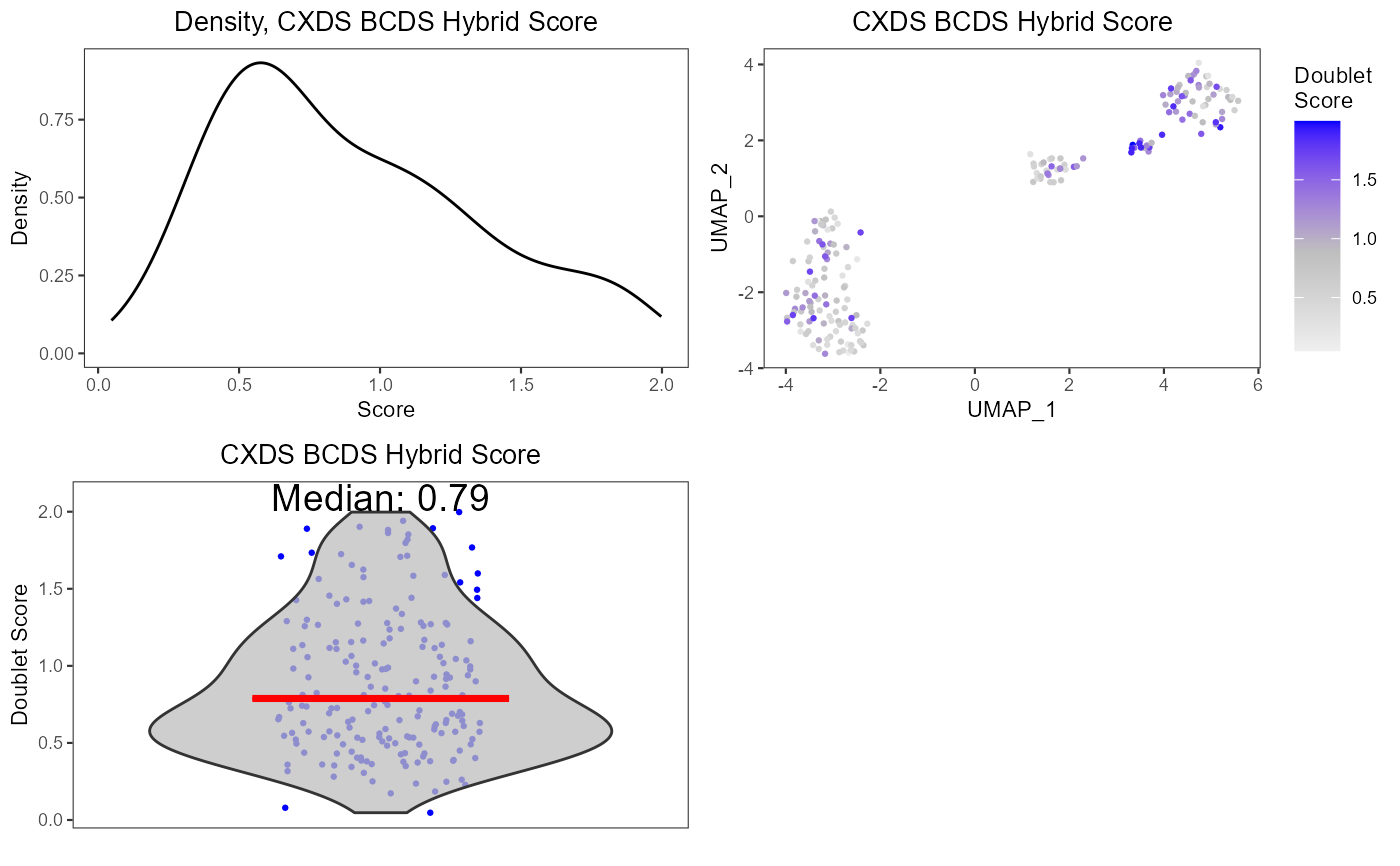 Density, CXDS BCDS Hybrid Score
Density
0.75
0.50
0.25
0.00
0.0 0.5 1.0 1.5 2.0
Score
CXDS BCDS Hybrid Score
UMAP_2
4
2
0
-2
-4
-4 -2 0 2 4 6
UMAP_1
Doublet
Score
1.5
1.0
0.5
CXDS BCDS Hybrid Score
Median: 0.79
Doublet Score
2.0
1.5
1.0
0.5
0.0